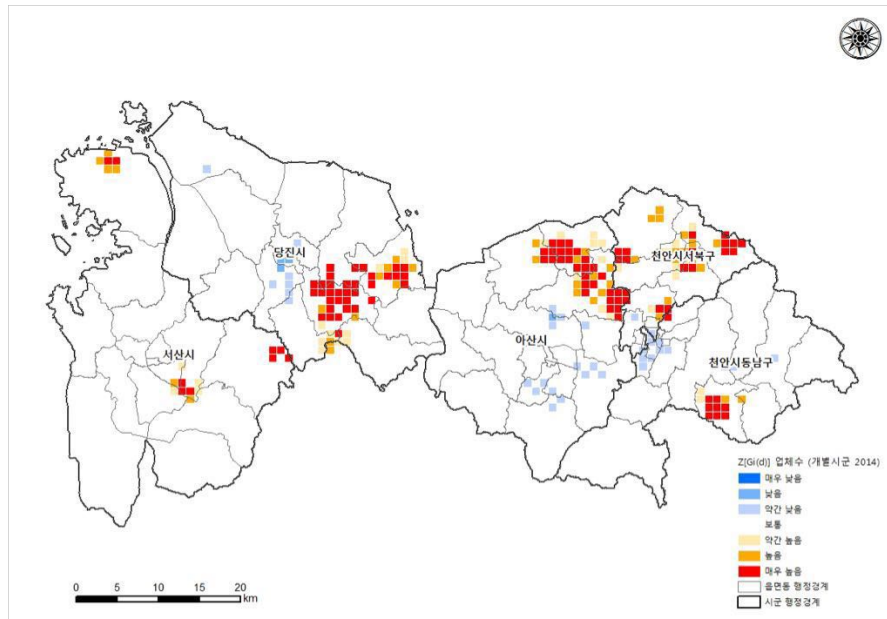 당진시
천안시서북구
아산시
서산시
천안시동남구
Z[Gi(d)] 업체수 (개별시군 2014)
매우 낮음
낮음
약간 낮음
보통
약간 높음
높음
매우 높음
읍면동 행정경계
시군 행정경계
0 5 10 15 20
km